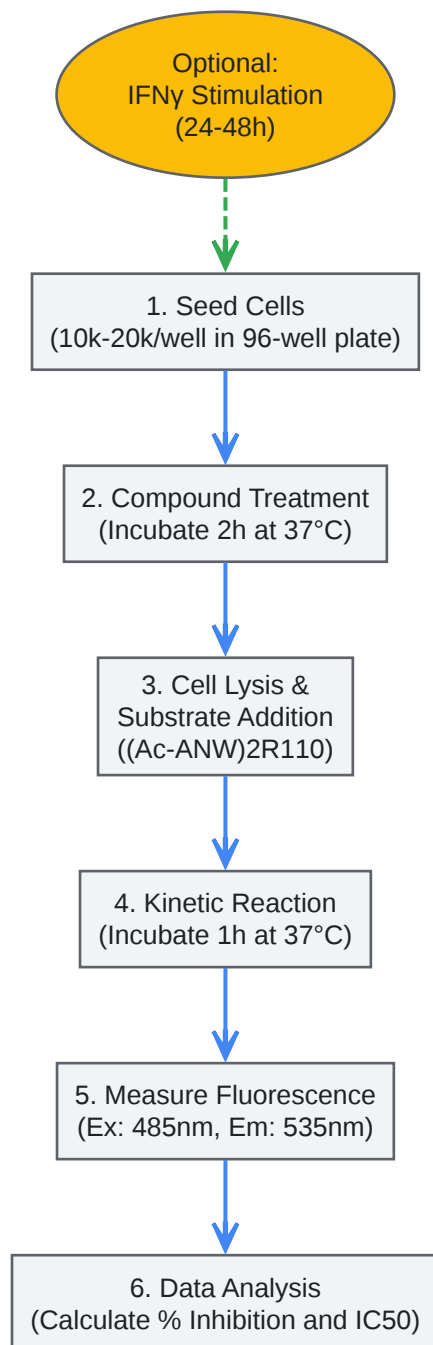 Optional:
IFNγ Stimulation
(24-48h)
1. Seed Cells
(10k-20k/well in 96-well plate)
2. Compound Treatment
(Incubate 2h at 37°C)
3. Cell Lysis &
Substrate Addition
((Ac-ANW)2R110)
4. Kinetic Reaction
(Incubate 1h at 37°C)
5. Measure Fluorescence
(Ex: 485nm, Em: 535nm)
6. Data Analysis
(Calculate % Inhibition and IC50)